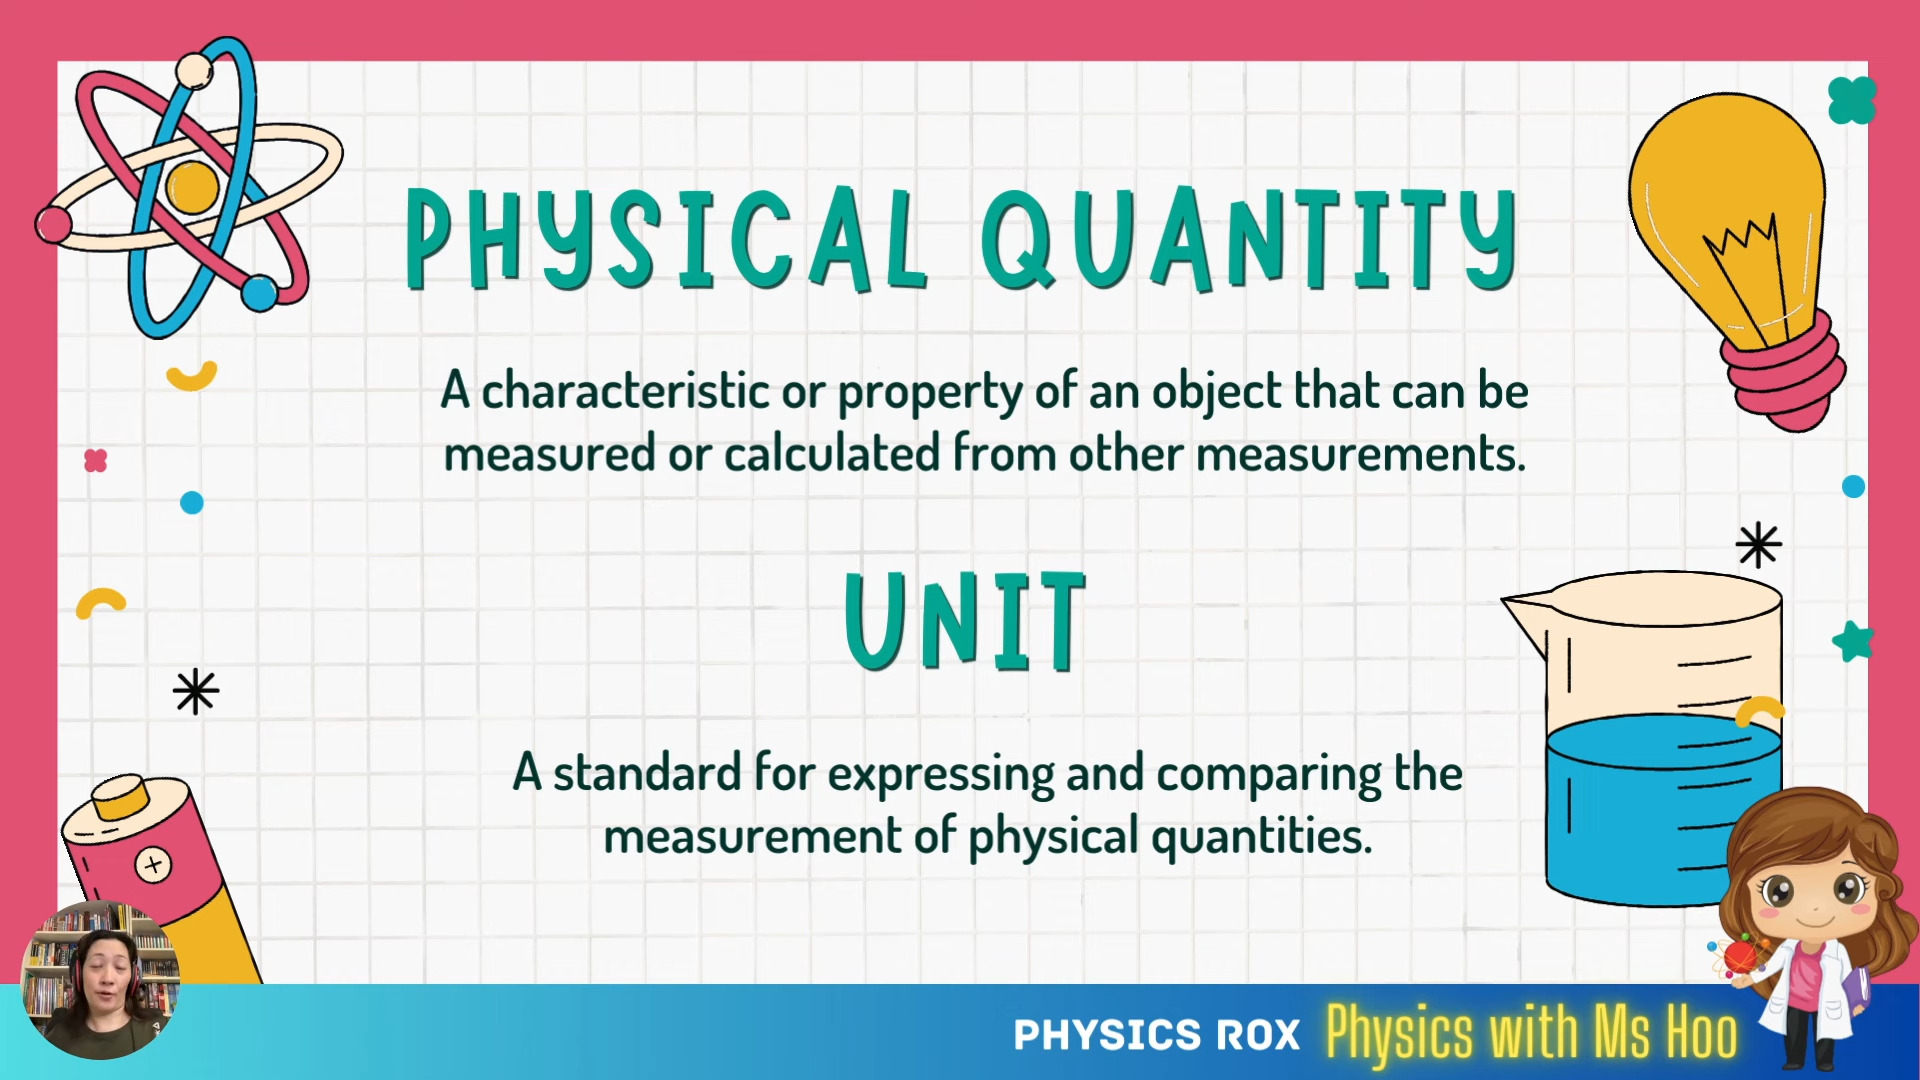 PHYSICAL QUANTITY
A characteristic or property of an object that can be
measured or calculated from other measurements.
UNIT
A standard for expressing and comparing the
measurement of physical quantities.
PHYSICS ROX Physics with Ms Hoo